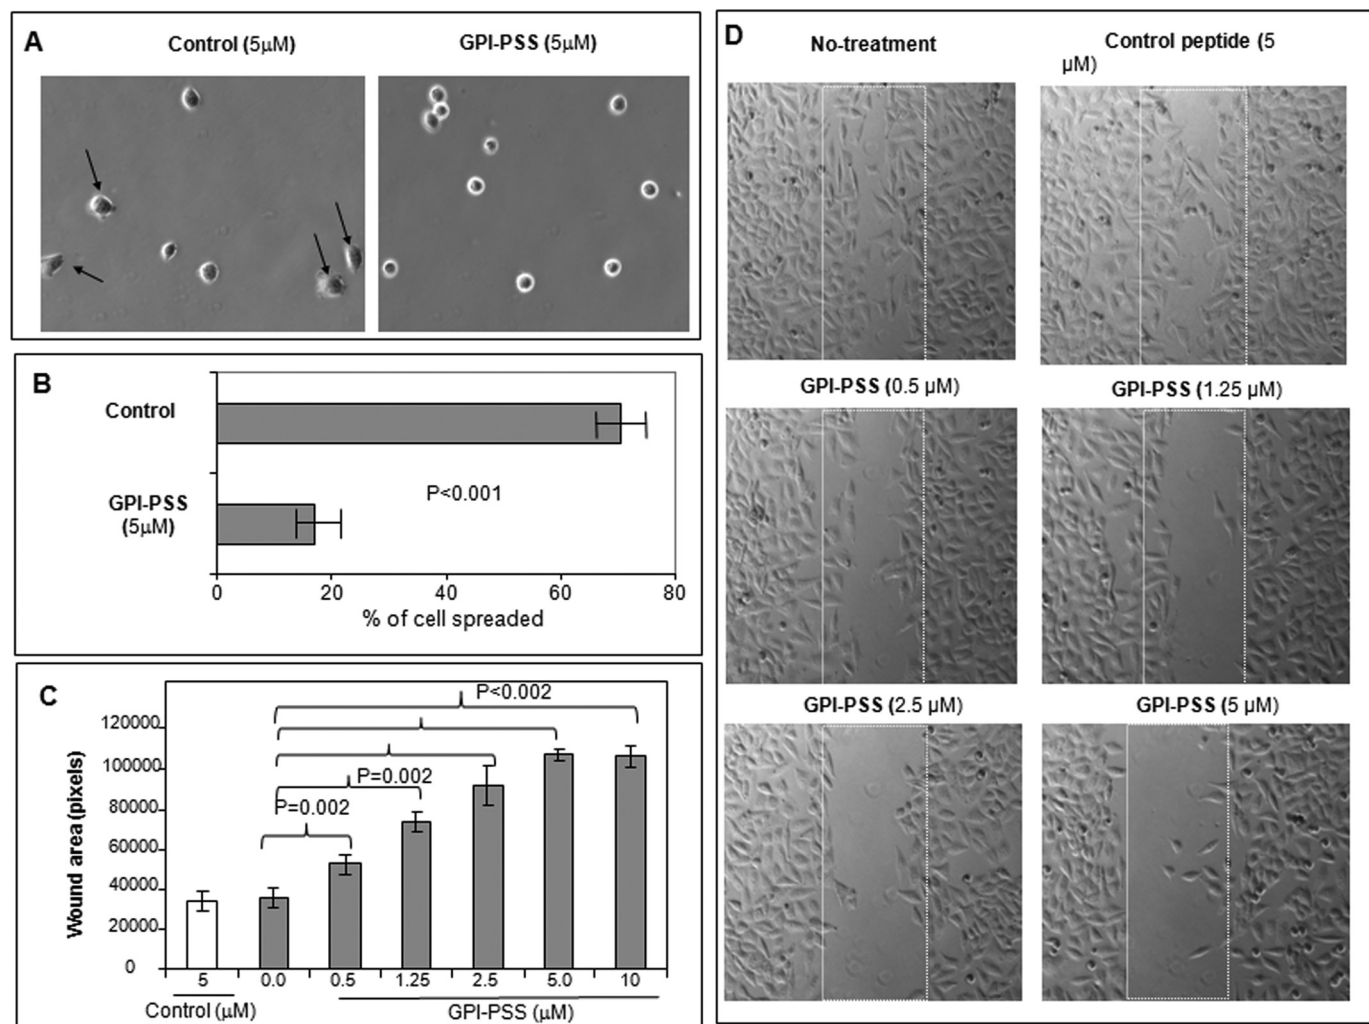 A
Control (5µM)
GPI-PSS (5µM)
B
Control
GPI-PSS
(5µM)
P<0.001
0
20
40
60
80
% of cell spreaded
C
P<0.002
P=0.002
P=0.002
Wound area (pixels)
120000
100000
80000
60000
40000
20000
0
5
0.0
0.5
1.25
2.5
5.0
10
Control (µM)
GPI-PSS (µM)
D
No-treatment
Control peptide (5
µM)
GPI-PSS (0.5 µM)
GPI-PSS (1.25 µM)
GPI-PSS (2.5 µM)
GPI-PSS (5 µM)